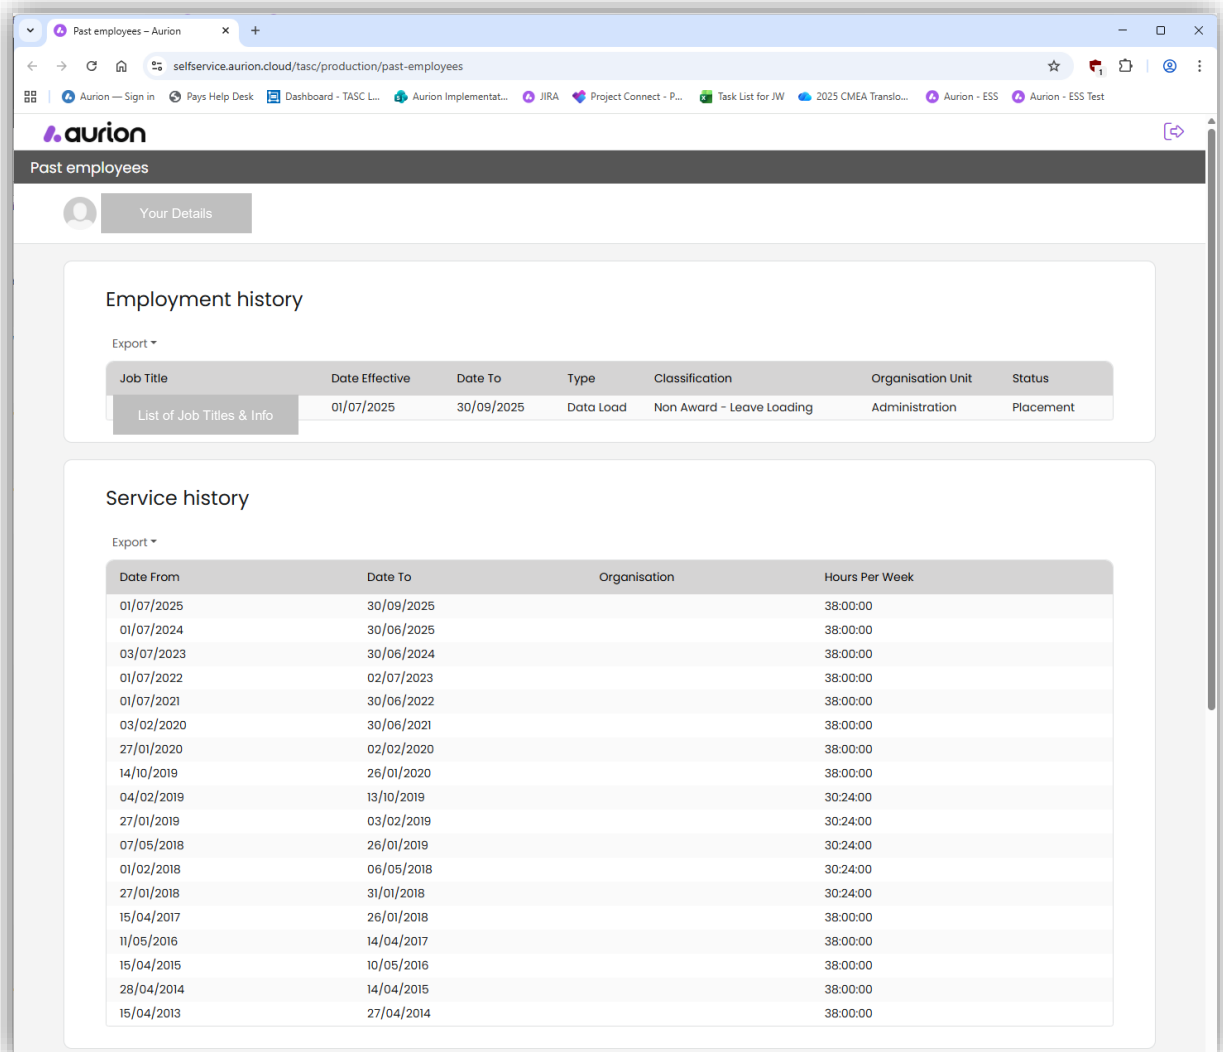 Past employees – Aurion
selfservice.aurion.cloud/tasc/production/past-employees
1
Aurion — Sign in Pays Help Desk Dashboard - TASC L... Aurion Implementat... JIRA Project Connect - P... Task List for JW 2025 CMEA Translo... Aurion - ESS Aurion - ESS Test
aurion
Past employees
Your Details
Employment history
Export
Job Title Date Effective Date To Type Classification Organisation Unit Status
List of Job Titles & Info 01/07/2025 30/09/2025 Data Load Non Award - Leave Loading Administration Placement
Service history
Export
Date From Date To Organisation Hours Per Week
01/07/2025 30/09/2025 38:00:00
01/07/2024 30/06/2025 38:00:00
03/07/2023 30/06/2024 38:00:00
01/07/2022 02/07/2023 38:00:00
01/07/2021 30/06/2022 38:00:00
03/02/2020 30/06/2021 38:00:00
27/01/2020 02/02/2020 38:00:00
14/10/2019 26/01/2020 38:00:00
04/02/2019 13/10/2019 30:24:00
27/01/2019 03/02/2019 30:24:00
07/05/2018 26/01/2019 30:24:00
01/02/2018 06/05/2018 30:24:00
27/01/2018 31/01/2018 30:24:00
15/04/2017 26/01/2018 38:00:00
11/05/2016 14/04/2017 38:00:00
15/04/2015 10/05/2016 38:00:00
28/04/2014 14/04/2015 38:00:00
15/04/2013 27/04/2014 38:00:00